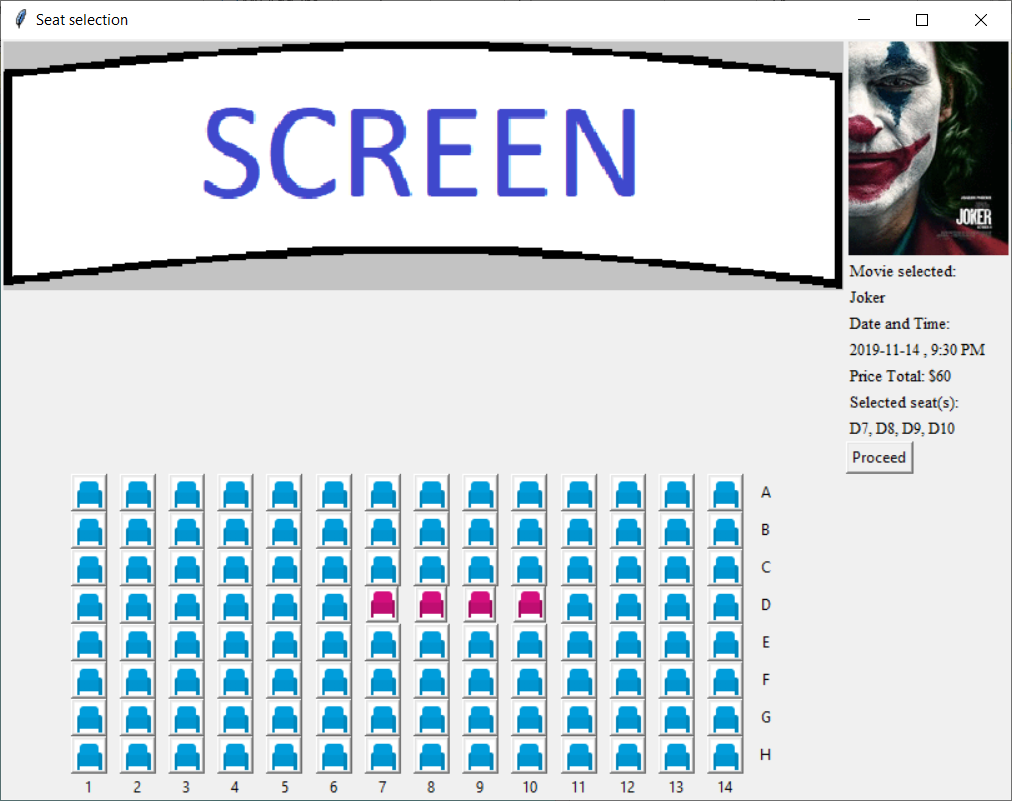 Seat selection
SCREEN
JOKER
Movie selected:
Joker
Date and Time:
2019-11-14 , 9:30 PM
Price Total: $60
Selected seat(s):
D7, D8, D9, D10
Proceed
A
B
C
D
E
F
G
H
1 2 3 4 5 6 7 8 9 10 11 12 13 14